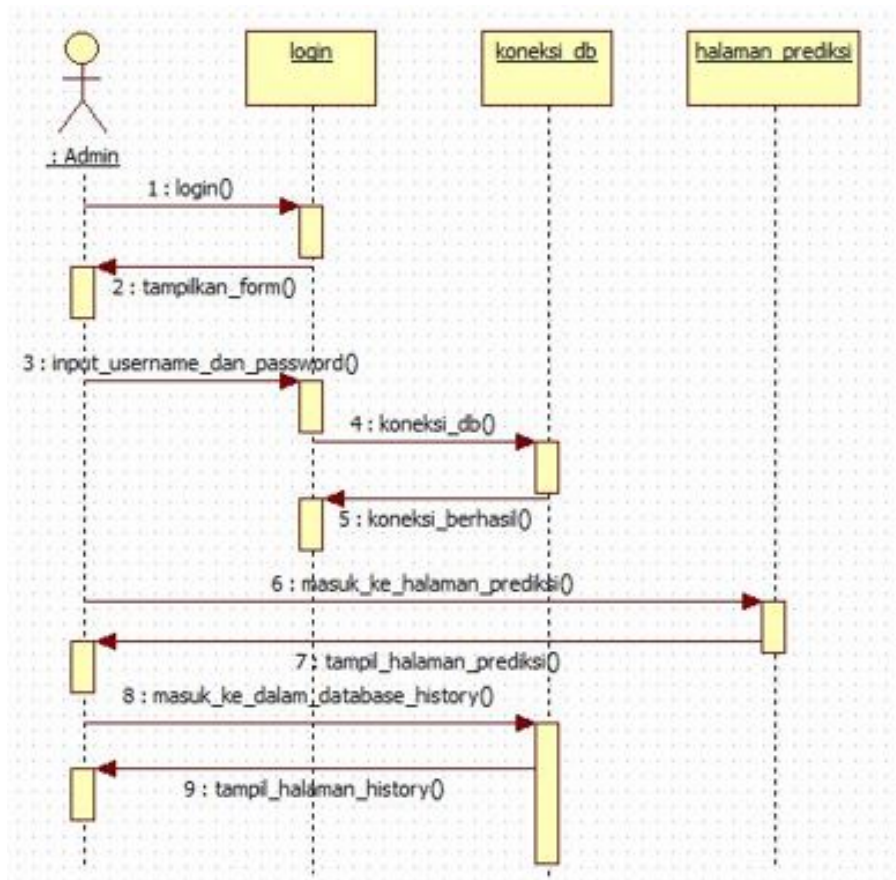 login
koneksi_db
halaman_prediksi
: Admin
1 : login()
2 : tampilkan_form()
3 : input_username_dan_password()
4 : koneksi_db()
5 : koneksi_berhasil()
6 : masuk_ke_halaman_prediksi()
7 : tampil_halaman_prediksi()
8 : masuk_ke_dalam_database_history()
9 : tampil_halaman_history()